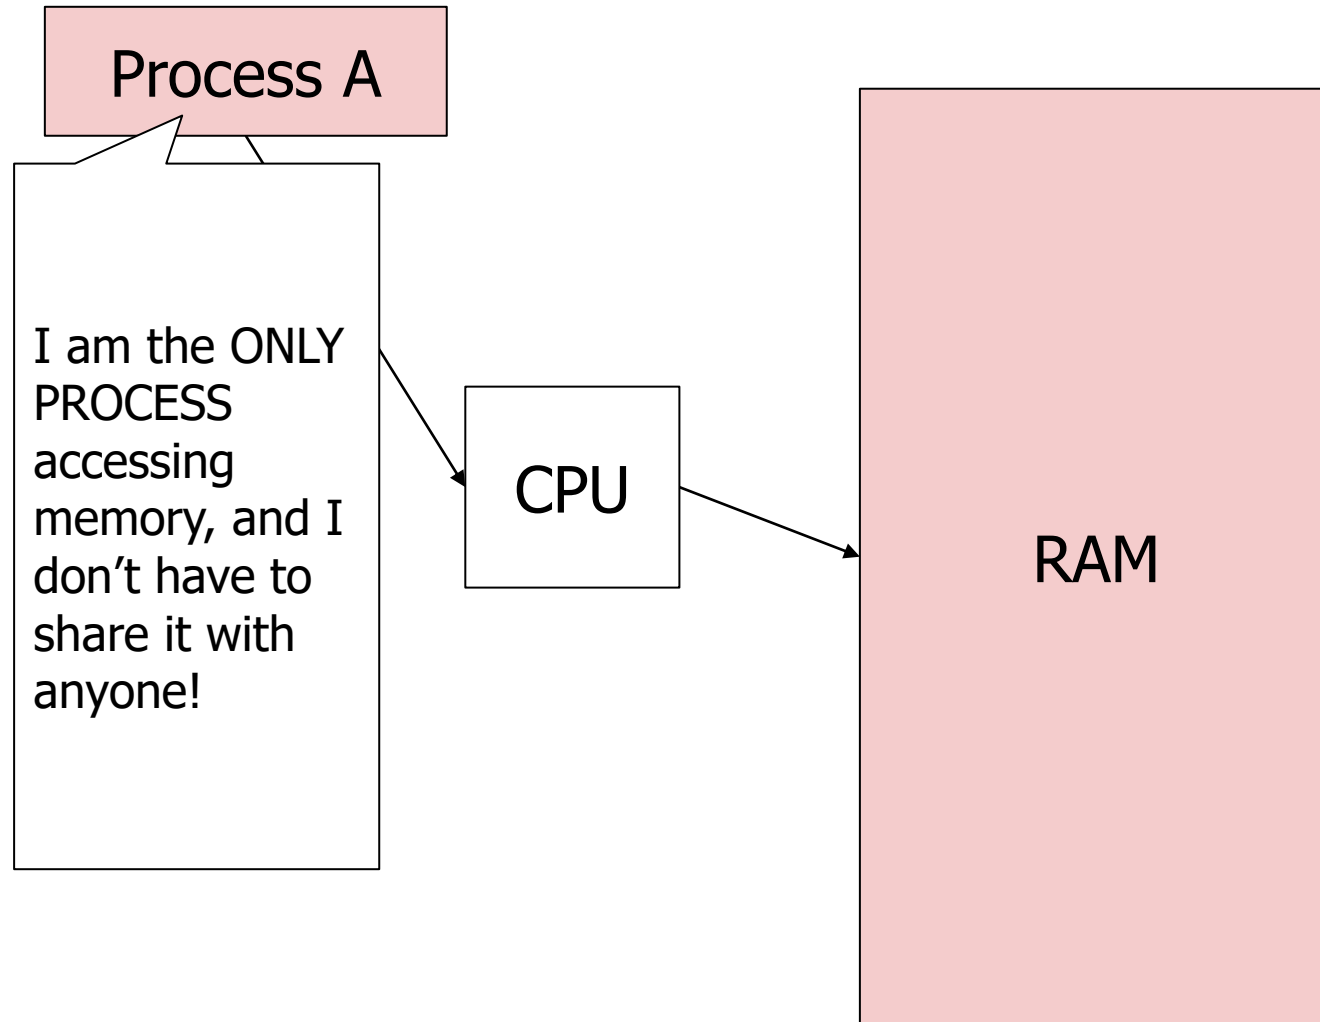 Process A
I am the ONLY
PROCESS
accessing
memory, and I
don’t have to
share it with
anyone!
CPU
RAM